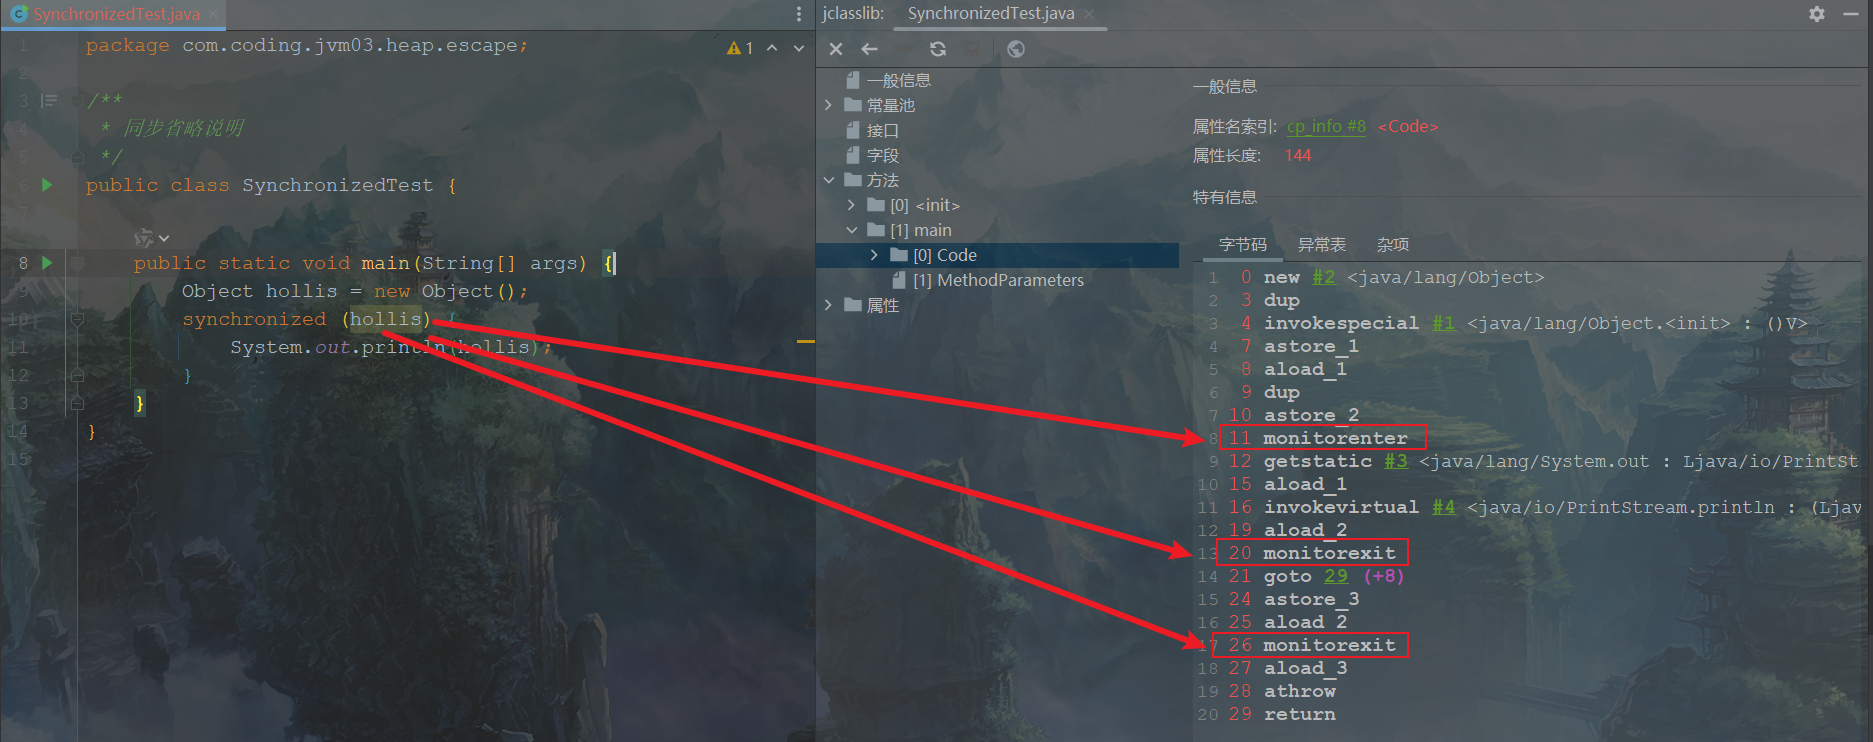 SynchronizedTest.java
1 package com.coding.jvm03.heap.escape;
1
2
3 /**
4 * 同步省略说明
5 */
6 public class SynchronizedTest {
7
8 public static void main(String[] args) {
9 Object hollis = new Object();
10 synchronized (hollis) {
11 System.out.println(hollis);
12 }
13 }
14 }
15
jclasslib: SynchronizedTest.java
一般信息
常量池
接口
字段
方法
[0] <init>
[1] main
[0] Code
[1] MethodParameters
属性
一般信息
属性名索引: cp_info #8 <Code>
属性长度: 144
特有信息
字节码 异常表 杂项
1 0 new #2 <java/lang/Object>
2 3 dup
3 4 invokespecial #1 <java/lang/Object.<init> : ()V>
4 7 astore_1
5 8 aload_1
6 9 dup
7 10 astore_2
8 11 monitorenter
9 12 getstatic #3 <java/lang/System.out : Ljava/io/PrintSt
10 15 aload_1
11 16 invokevirtual #4 <java/io/PrintStream.println : (Ljav
12 19 aload_2
13 20 monitorexit
14 21 goto 29 (+8)
15 24 astore_3
16 25 aload_2
17 26 monitorexit
18 27 aload_3
19 28 athrow
20 29 return